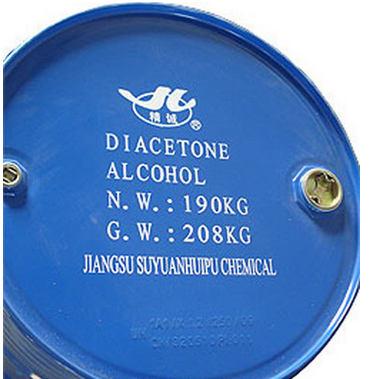 精诚
®
DIACETONE
ALCOHOL
N.W.:190KG
G.W.:208KG
JIANGSU SUYUANHUIPU CHEMICAL